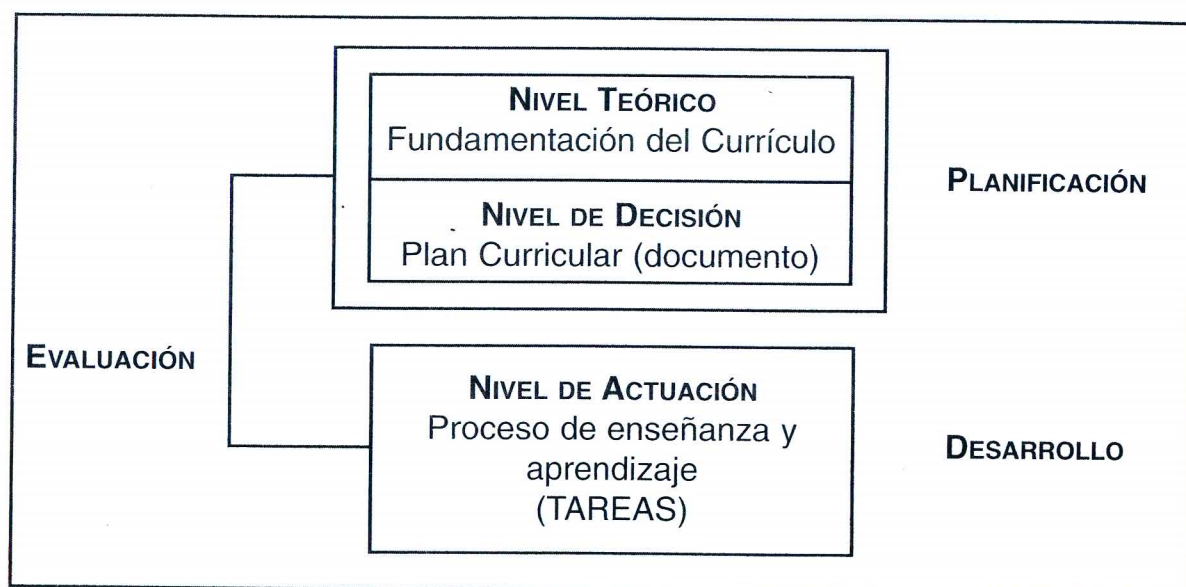 NIVEL TEÓRICO
Fundamentación del Currículo
PLANIFICACIÓN
NIVEL DE DECISIÓN
Plan Curricular (documento)
EVALUACIÓN
NIVEL DE ACTUACIÓN
Proceso de enseñanza y
aprendizaje
(TAREAS)
DESARROLLO